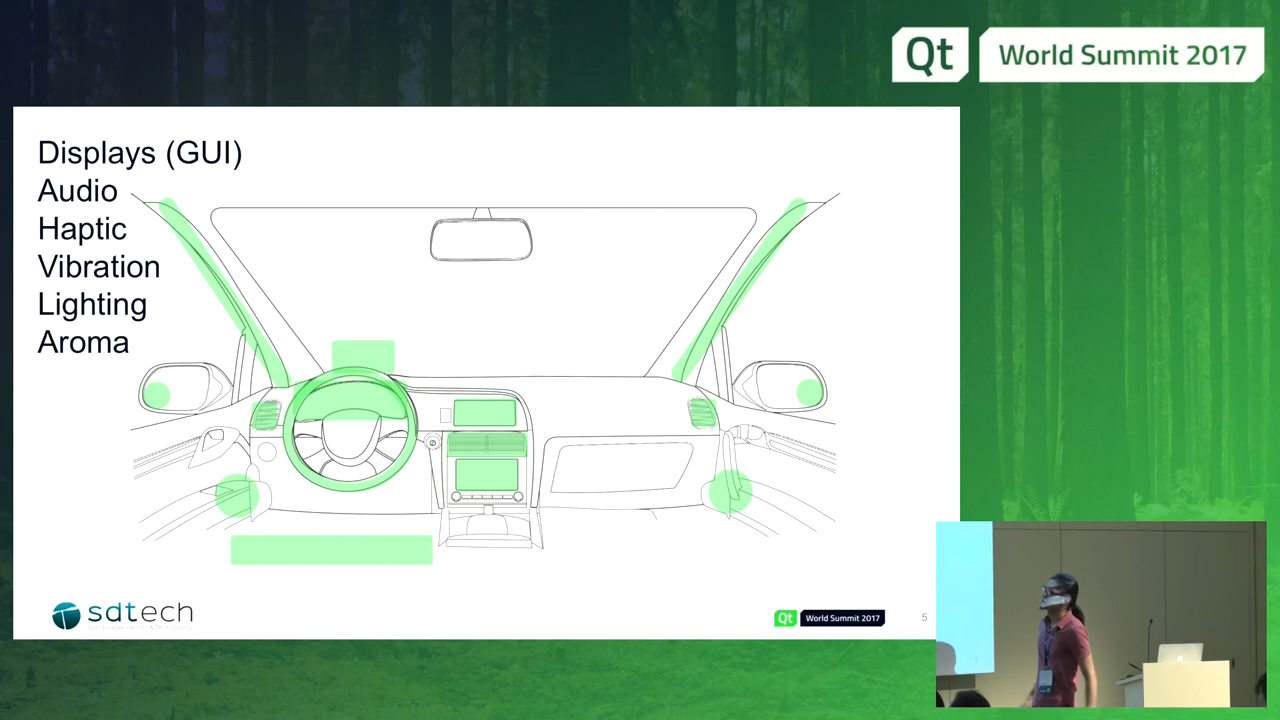 Qt World Summit 2017
Displays (GUI)
Audio
Haptic
Vibration
Lighting
Aroma
sdtech
Qt World Summit 2017
5